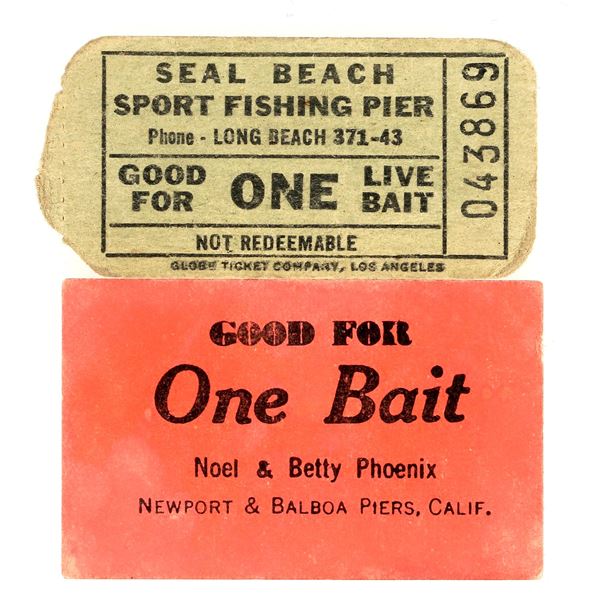 SEAL BEACH
SPORT FISHING PIER
Phone - LONG BEACH 371-43
GOOD FOR ONE LIVE BAIT
NOT REDEEMABLE
GLOBE TICKET COMPANY, LOS ANGELES
043869
GOOD FOR
One Bait
Noel & Betty Phoenix
NEWPORT & BALBOA PIERS, CALIF.